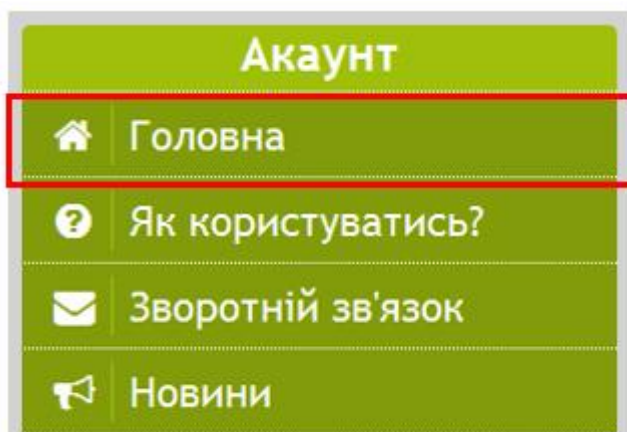 Акаунт
Головна
Як користуватись?
Зворотній зв'язок
Новини